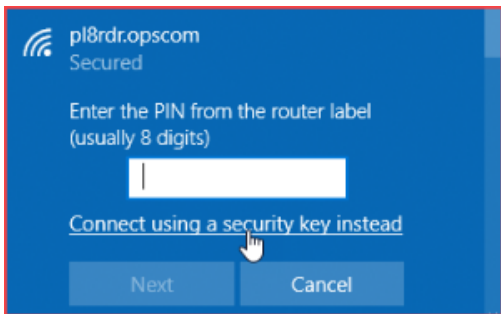 pl8rdr.opscom
Secured
Enter the PIN from the router label
(usually 8 digits)
Connect using a security key instead
Next
Cancel